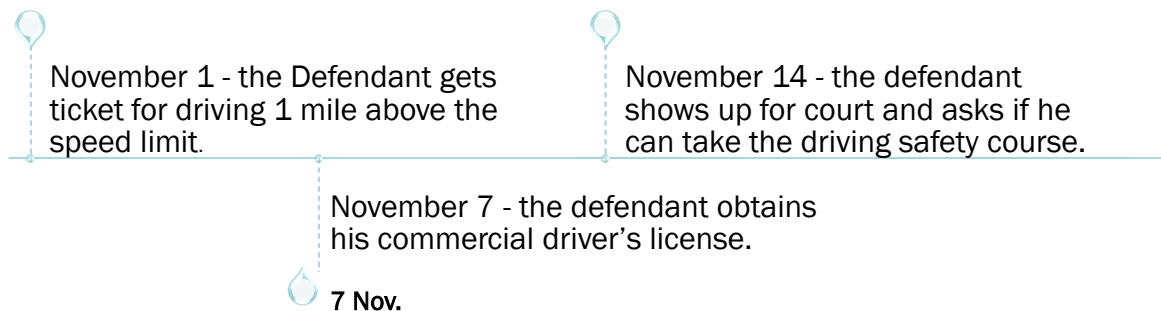 November 1 - the Defendant gets
ticket for driving 1 mile above the
speed limit.
November 14 - the defendant
shows up for court and asks if he
can take the driving safety course.
November 7 - the defendant obtains
his commercial driver’s license.
7 Nov.